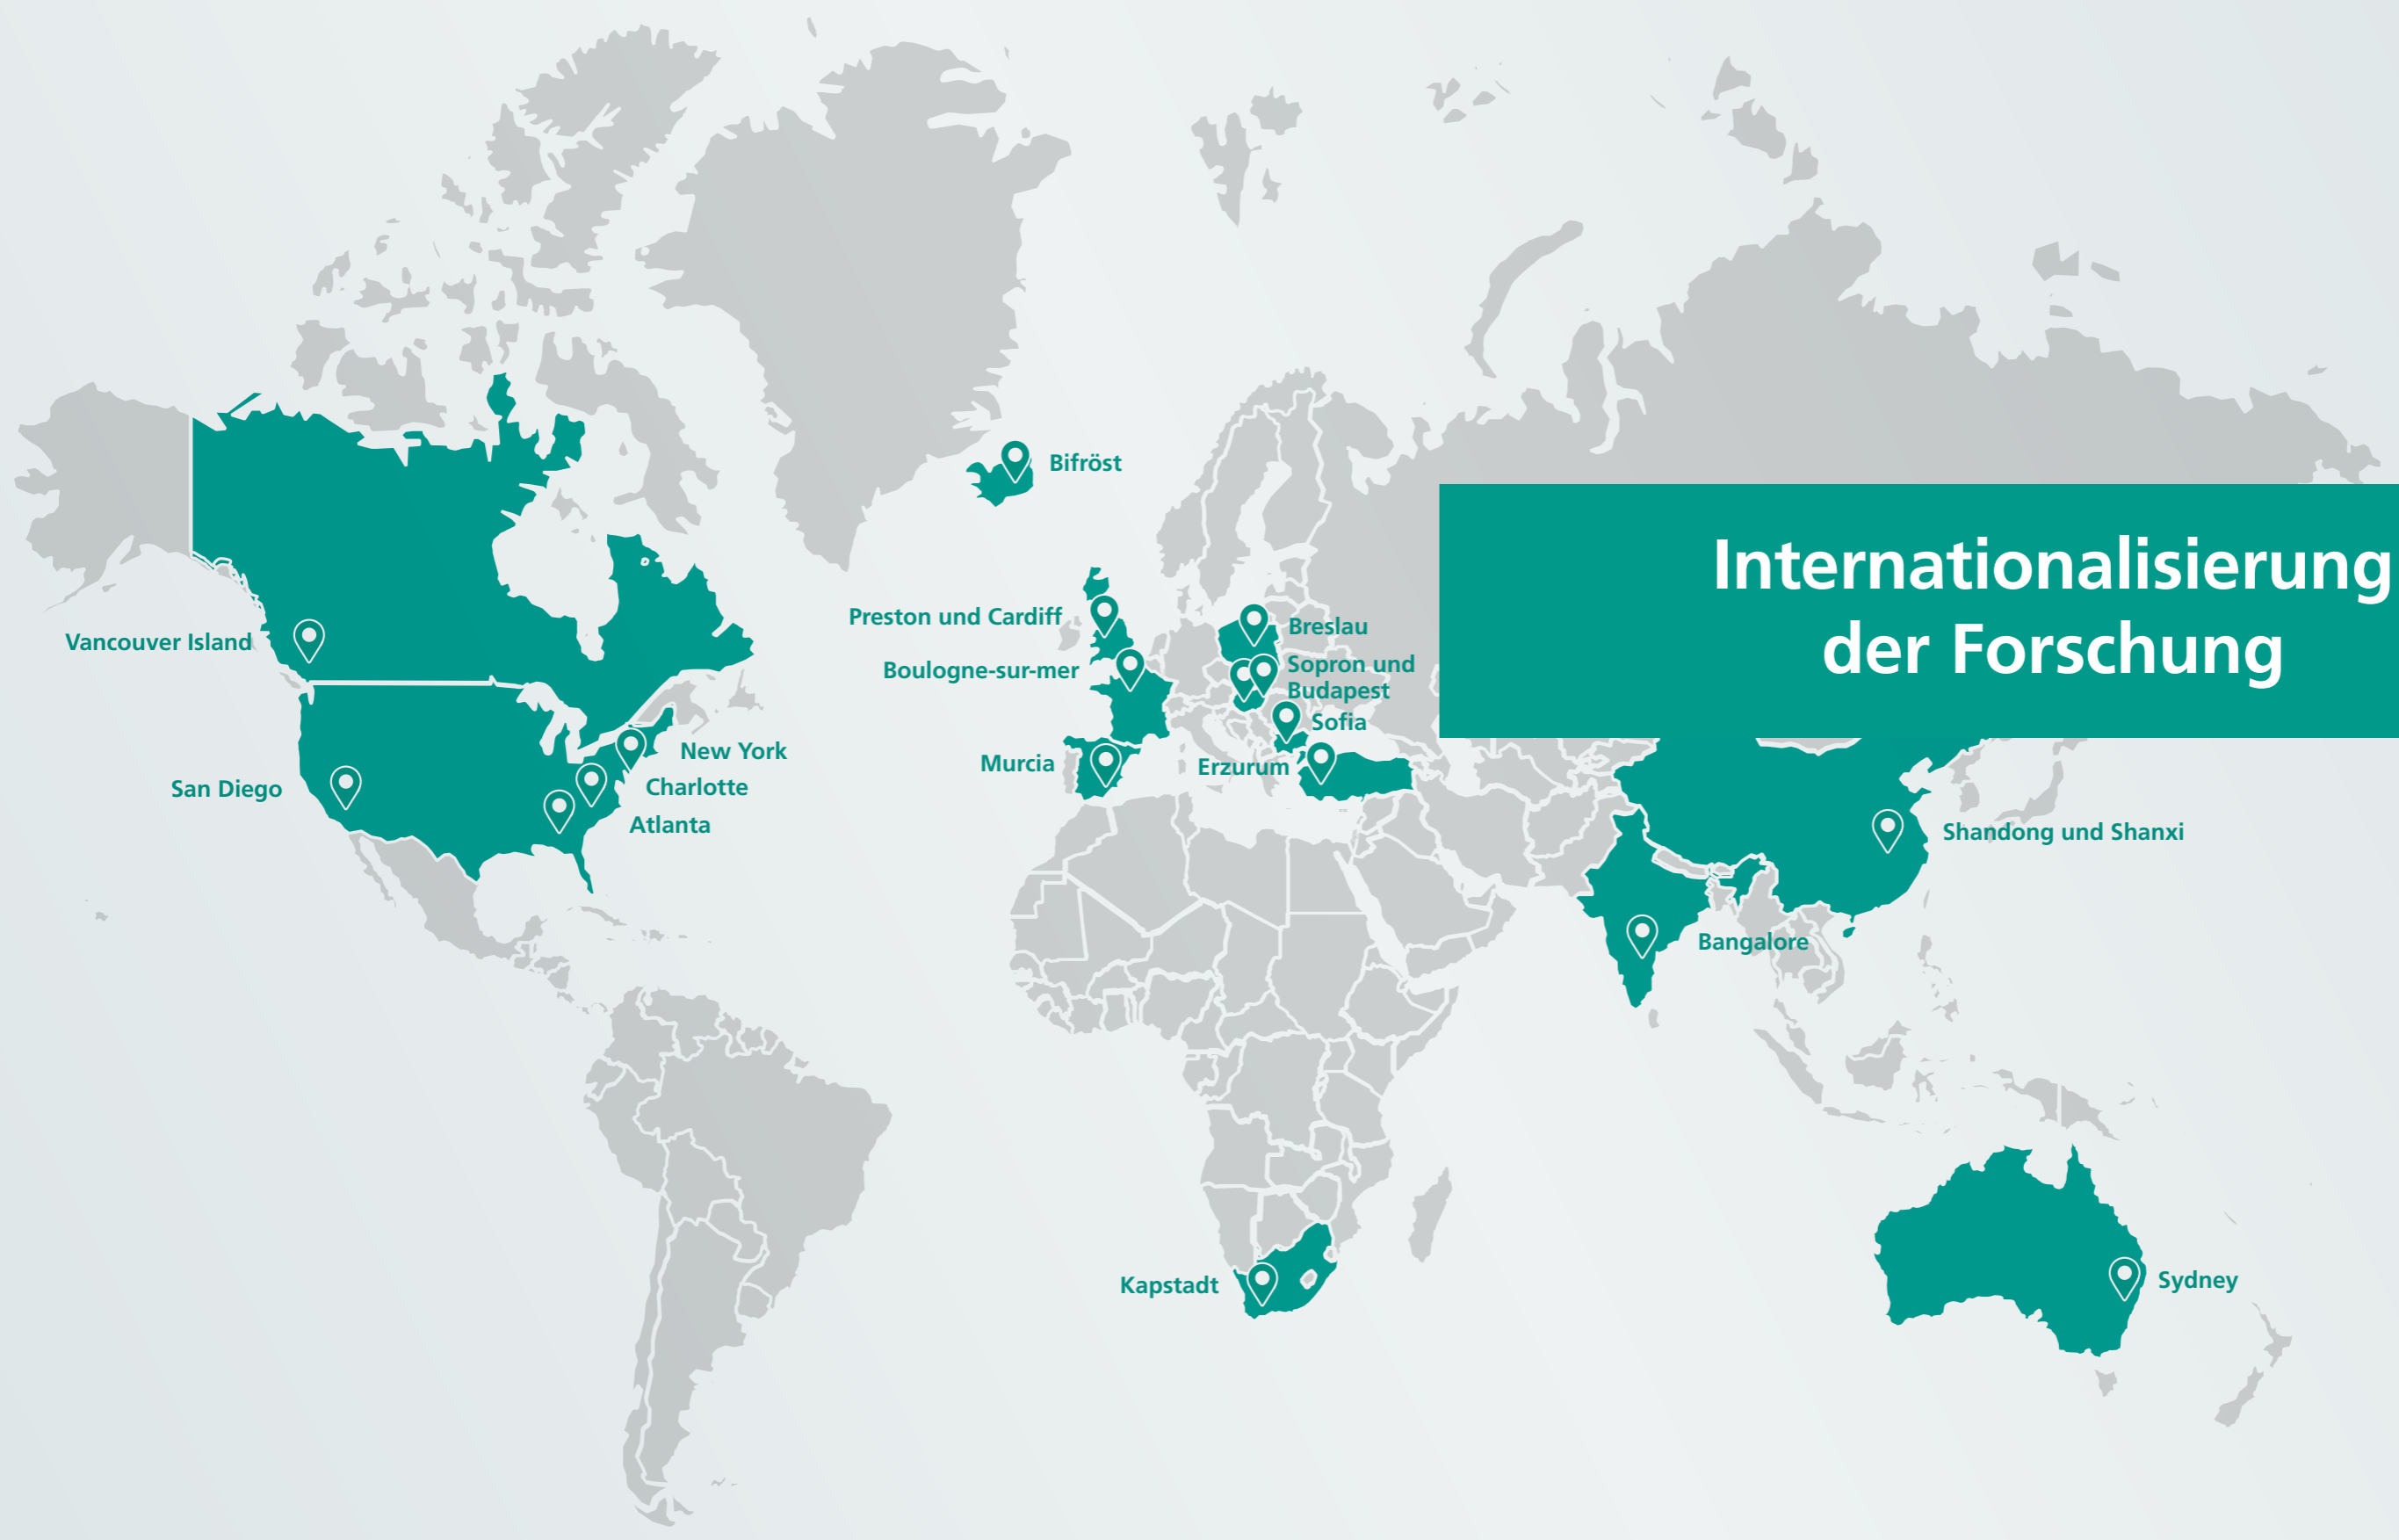 Internationalisierung
der Forschung
Bifröst
Vancouver Island
San Diego
New York
Charlotte
Atlanta
Preston und Cardiff
Boulogne-sur-mer
Murcia
Breslau
Sopron und
Budapest
Sofia
Erzurum
Shandong und Shanxi
Bangalore
Kapstadt
Sydney